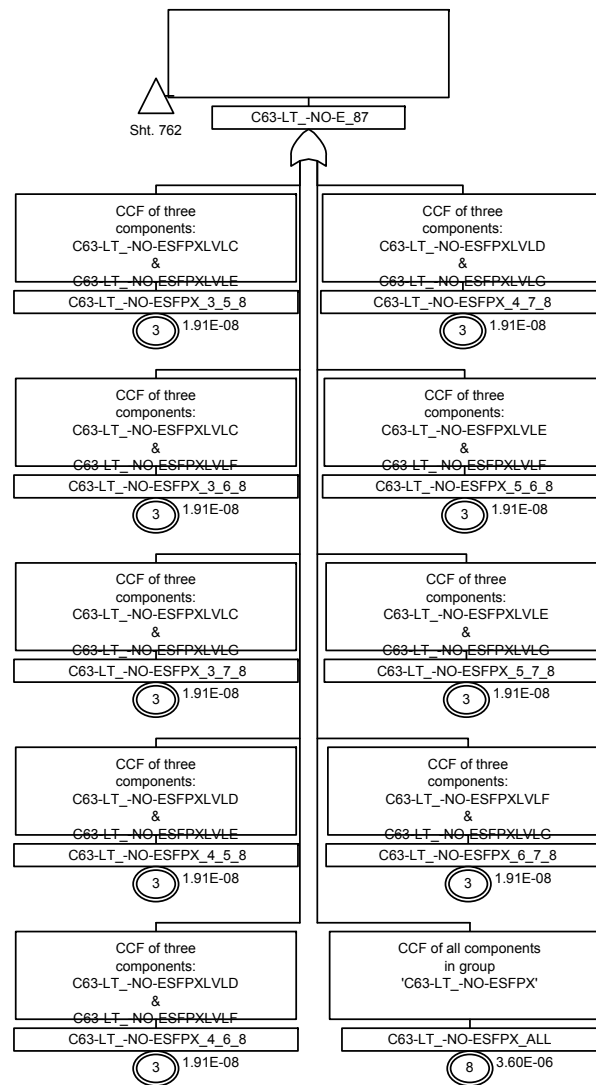 Sht. 762
C63-LT_-NO-E_87
CCF of three
components:
C63-LT_-NO-ESFPXLVLC
&
C63-LT_-NO-ESFPXLVLE
C63-LT_-NO-ESFPX_3_5_8
3
1.91E-08
CCF of three
components:
C63-LT_-NO-ESFPXLVLD
&
C63-LT_-NO-ESFPXLVLG
C63-LT_-NO-ESFPX_4_7_8
3
1.91E-08
CCF of three
components:
C63-LT_-NO-ESFPXLVLC
&
C63-LT_-NO-ESFPXLVLF
C63-LT_-NO-ESFPX_3_6_8
3
1.91E-08
CCF of three
components:
C63-LT_-NO-ESFPXLVLE
&
C63-LT_-NO-ESFPXLVLF
C63-LT_-NO-ESFPX_5_6_8
3
1.91E-08
CCF of three
components:
C63-LT_-NO-ESFPXLVLC
&
C63-LT_-NO-ESFPXLVLG
C63-LT_-NO-ESFPX_3_7_8
3
1.91E-08
CCF of three
components:
C63-LT_-NO-ESFPXLVLE
&
C63-LT_-NO-ESFPXLVLG
C63-LT_-NO-ESFPX_5_7_8
3
1.91E-08
CCF of three
components:
C63-LT_-NO-ESFPXLVLD
&
C63-LT_-NO-ESFPXLVLE
C63-LT_-NO-ESFPX_4_5_8
3
1.91E-08
CCF of three
components:
C63-LT_-NO-ESFPXLVLF
&
C63-LT_-NO-ESFPXLVLG
C63-LT_-NO-ESFPX_6_7_8
3
1.91E-08
CCF of three
components:
C63-LT_-NO-ESFPXLVLD
&
C63-LT_-NO-ESFPXLVLF
C63-LT_-NO-ESFPX_4_6_8
3
1.91E-08
CCF of all components
in group
'C63-LT_-NO-ESFPX'
C63-LT_-NO-ESFPX_ALL
8
3.60E-06